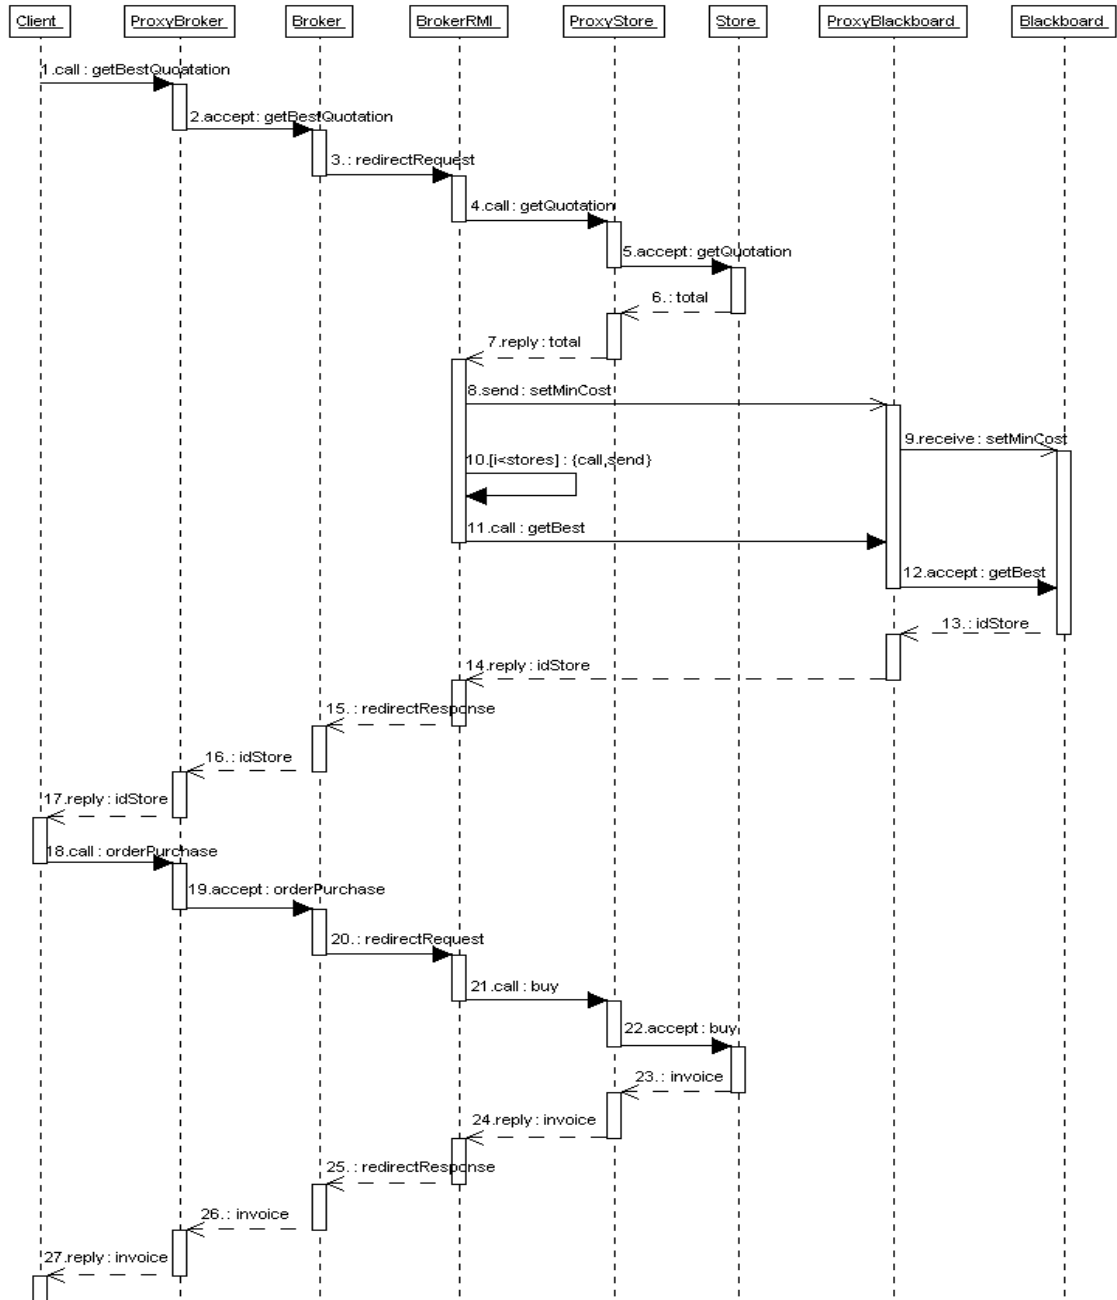 Client
ProxyBroker
Broker
BrokerRMI
ProxyStore
Store
ProxyBlackboard
Blackboard
1.call : getBestQuoatation
2.accept : getBestQuotation
3. : redirectRequest
4.call : getQuotation
5.accept : getQuotation
6. : total
7.reply : total
8.send : setMinCost
9.receive : setMinCost
10.[i<stores] : {call,send}
11.call : getBest
12.accept : getBest
13. : idStore
14.reply : idStore
15. : redirectResponse
16. : idStore
17.reply : idStore
18.call : orderPurchase
19.accept : orderPurchase
20. : redirectRequest
21.call : buy
22.accept : buy
23. : invoice
24.reply : invoice
25. : redirectResponse
26. : invoice
27.reply : invoice